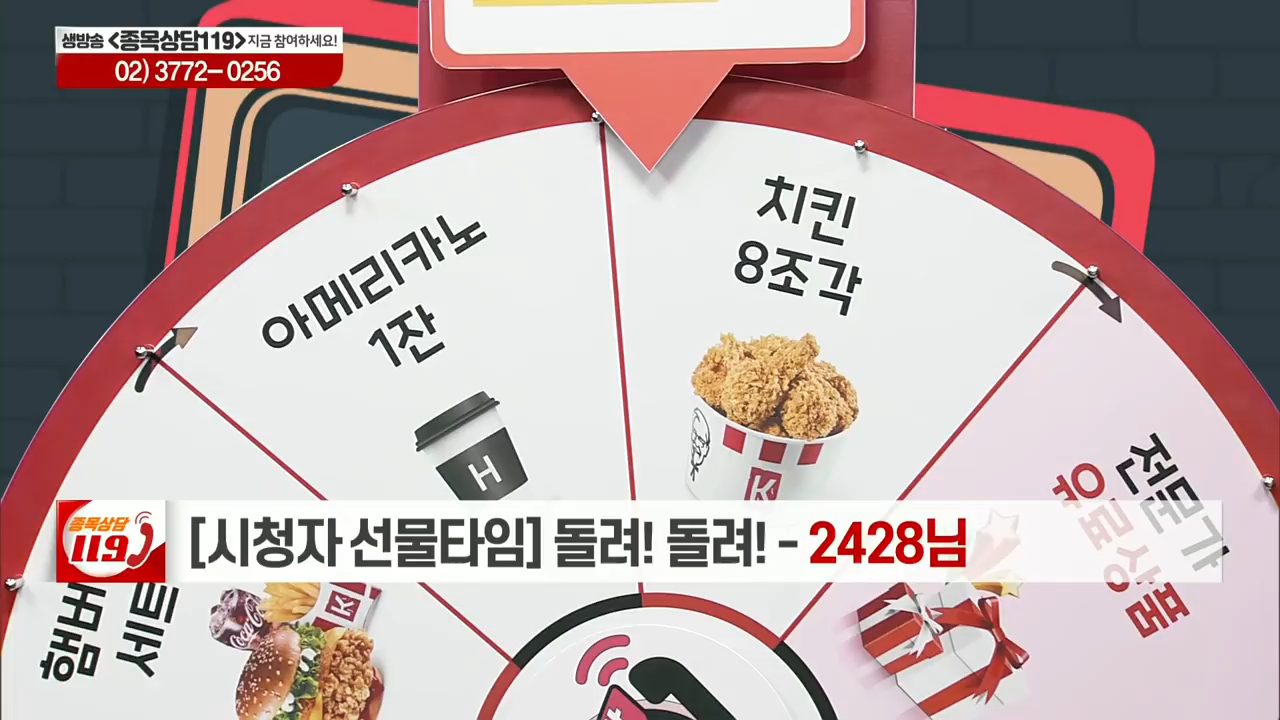 생방송 <종목상담119> 지금 참여하세요!
02) 3772-0256
아메리카노
1잔
치킨
8조각
전문가
유료상품
종목상담
119
[시청자 선물타임] 돌려! 돌려! - 2428님
햄버
세트
Coca-Cola
K
H